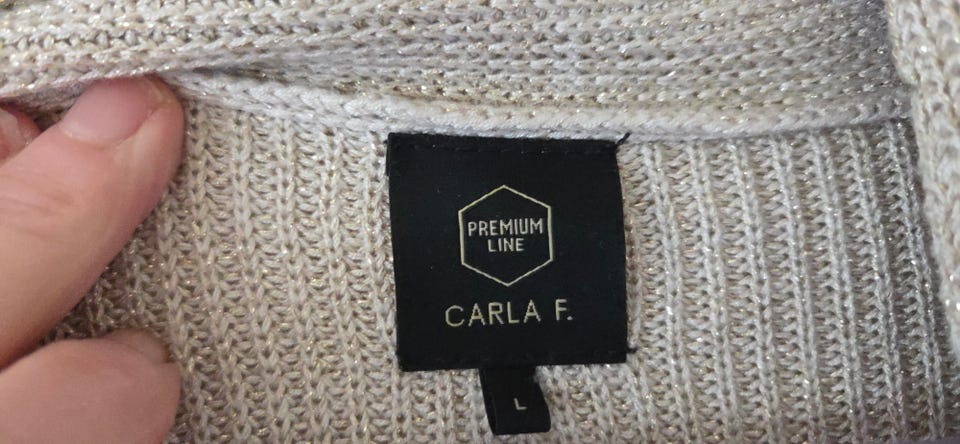 PREMIUM
LINE
CARLA F.
L